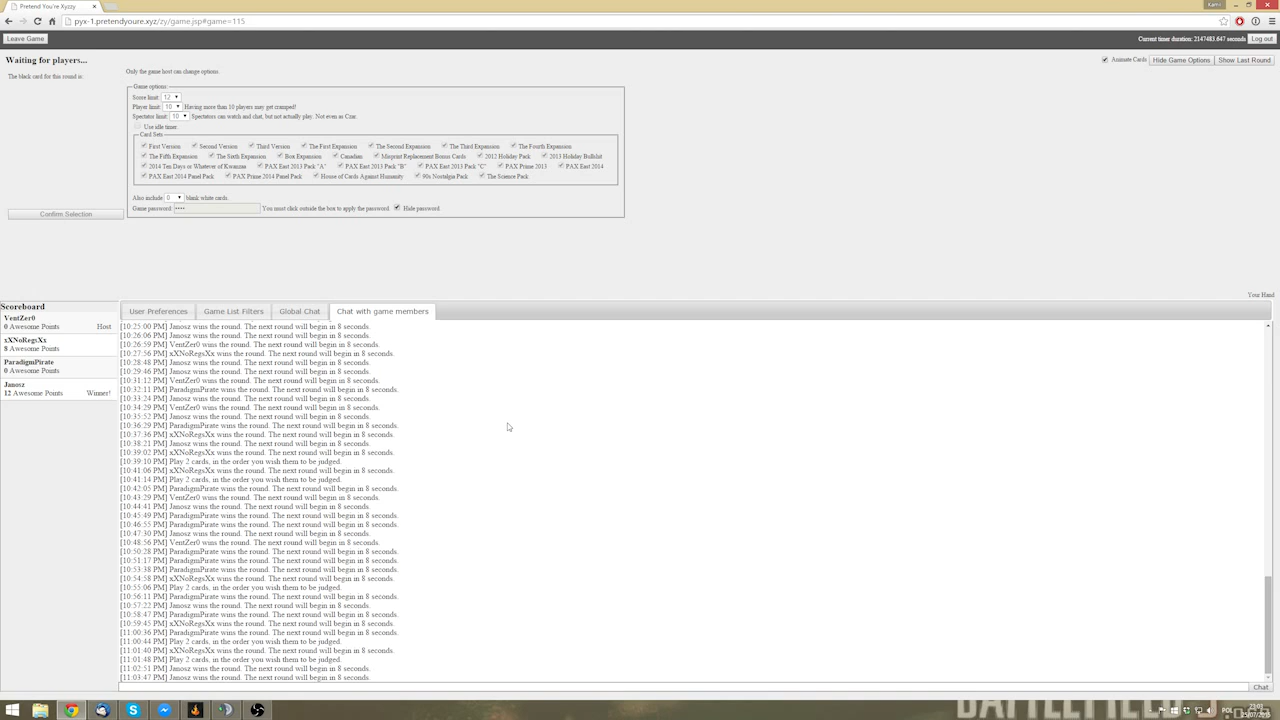 Pretend You're Xyzzy
Kam~
pyx-1.pretendyoure.xyz/zy/game.jsp#game=115
Leave Game
Current timer duration: 2147483.647 seconds
Log out
Waiting for players...
Animate Cards
Hide Game Options
Show Last Round
The black card for this round is:
Only the game host can change options.
Game options:
Score limit: 12
Player limit: 10 Having more than 10 players may get cramped!
Spectator limit: 10 Spectators can watch and chat, but not actually play. Not even as Czar.
Use idle timer.
Card Sets
First Version Second Version Third Version The First Expansion The Second Expansion The Third Expansion The Fourth Expansion
The Fifth Expansion The Sixth Expansion Box Expansion Canadian Misprint Replacement Bonus Cards 2012 Holiday Pack 2013 Holiday Bullshit
2014 Ten Days or Whatever of Kwanzaa PAX East 2013 Pack "A" PAX East 2013 Pack "B" PAX East 2013 Pack "C" PAX Prime 2013 PAX East 2014
PAX East 2014 Panel Pack PAX Prime 2014 Panel Pack House of Cards Against Humanity 90s Nostalgia Pack The Science Pack
Also include 0 blank white cards.
Game password: •••• You must click outside the box to apply the password. Hide password.
Confirm Selection
Your Hand
Scoreboard
VentZer0
0 Awesome Points Host
xXNoRegsXx
8 Awesome Points
ParadigmPirate
0 Awesome Points
Janosz
12 Awesome Points Winner!
User Preferences
Game List Filters
Global Chat
Chat with game members
[10:25:00 PM] Janosz wins the round. The next round will begin in 8 seconds.
[10:26:06 PM] Janosz wins the round. The next round will begin in 8 seconds.
[10:26:59 PM] VentZer0 wins the round. The next round will begin in 8 seconds.
[10:27:56 PM] xXNoRegsXx wins the round. The next round will begin in 8 seconds.
[10:28:48 PM] Janosz wins the round. The next round will begin in 8 seconds.
[10:29:46 PM] Janosz wins the round. The next round will begin in 8 seconds.
[10:31:12 PM] VentZer0 wins the round. The next round will begin in 8 seconds.
[10:32:11 PM] ParadigmPirate wins the round. The next round will begin in 8 seconds.
[10:33:24 PM] Janosz wins the round. The next round will begin in 8 seconds.
[10:34:29 PM] VentZer0 wins the round. The next round will begin in 8 seconds.
[10:35:52 PM] Janosz wins the round. The next round will begin in 8 seconds.
[10:36:29 PM] ParadigmPirate wins the round. The next round will begin in 8 seconds.
[10:37:36 PM] xXNoRegsXx wins the round. The next round will begin in 8 seconds.
[10:38:21 PM] Janosz wins the round. The next round will begin in 8 seconds.
[10:39:02 PM] xXNoRegsXx wins the round. The next round will begin in 8 seconds.
[10:39:10 PM] Play 2 cards, in the order you wish them to be judged.
[10:41:06 PM] xXNoRegsXx wins the round. The next round will begin in 8 seconds.
[10:41:14 PM] Play 2 cards, in the order you wish them to be judged.
[10:42:05 PM] ParadigmPirate wins the round. The next round will begin in 8 seconds.
[10:43:29 PM] VentZer0 wins the round. The next round will begin in 8 seconds.
[10:44:41 PM] Janosz wins the round. The next round will begin in 8 seconds.
[10:45:49 PM] ParadigmPirate wins the round. The next round will begin in 8 seconds.
[10:46:55 PM] ParadigmPirate wins the round. The next round will begin in 8 seconds.
[10:47:30 PM] Janosz wins the round. The next round will begin in 8 seconds.
[10:48:56 PM] VentZer0 wins the round. The next round will begin in 8 seconds.
[10:50:28 PM] ParadigmPirate wins the round. The next round will begin in 8 seconds.
[10:51:17 PM] ParadigmPirate wins the round. The next round will begin in 8 seconds.
[10:53:38 PM] ParadigmPirate wins the round. The next round will begin in 8 seconds.
[10:54:58 PM] xXNoRegsXx wins the round. The next round will begin in 8 seconds.
[10:55:06 PM] Play 2 cards, in the order you wish them to be judged.
[10:56:11 PM] ParadigmPirate wins the round. The next round will begin in 8 seconds.
[10:57:22 PM] Janosz wins the round. The next round will begin in 8 seconds.
[10:58:47 PM] ParadigmPirate wins the round. The next round will begin in 8 seconds.
[10:59:45 PM] xXNoRegsXx wins the round. The next round will begin in 8 seconds.
[11:00:36 PM] ParadigmPirate wins the round. The next round will begin in 8 seconds.
[11:00:44 PM] Play 2 cards, in the order you wish them to be judged.
[11:01:40 PM] xXNoRegsXx wins the round. The next round will begin in 8 seconds.
[11:01:48 PM] Play 2 cards, in the order you wish them to be judged.
[11:02:51 PM] Janosz wins the round. The next round will begin in 8 seconds.
[11:03:47 PM] Janosz wins the round. The next round will begin in 8 seconds.
Chat
POL